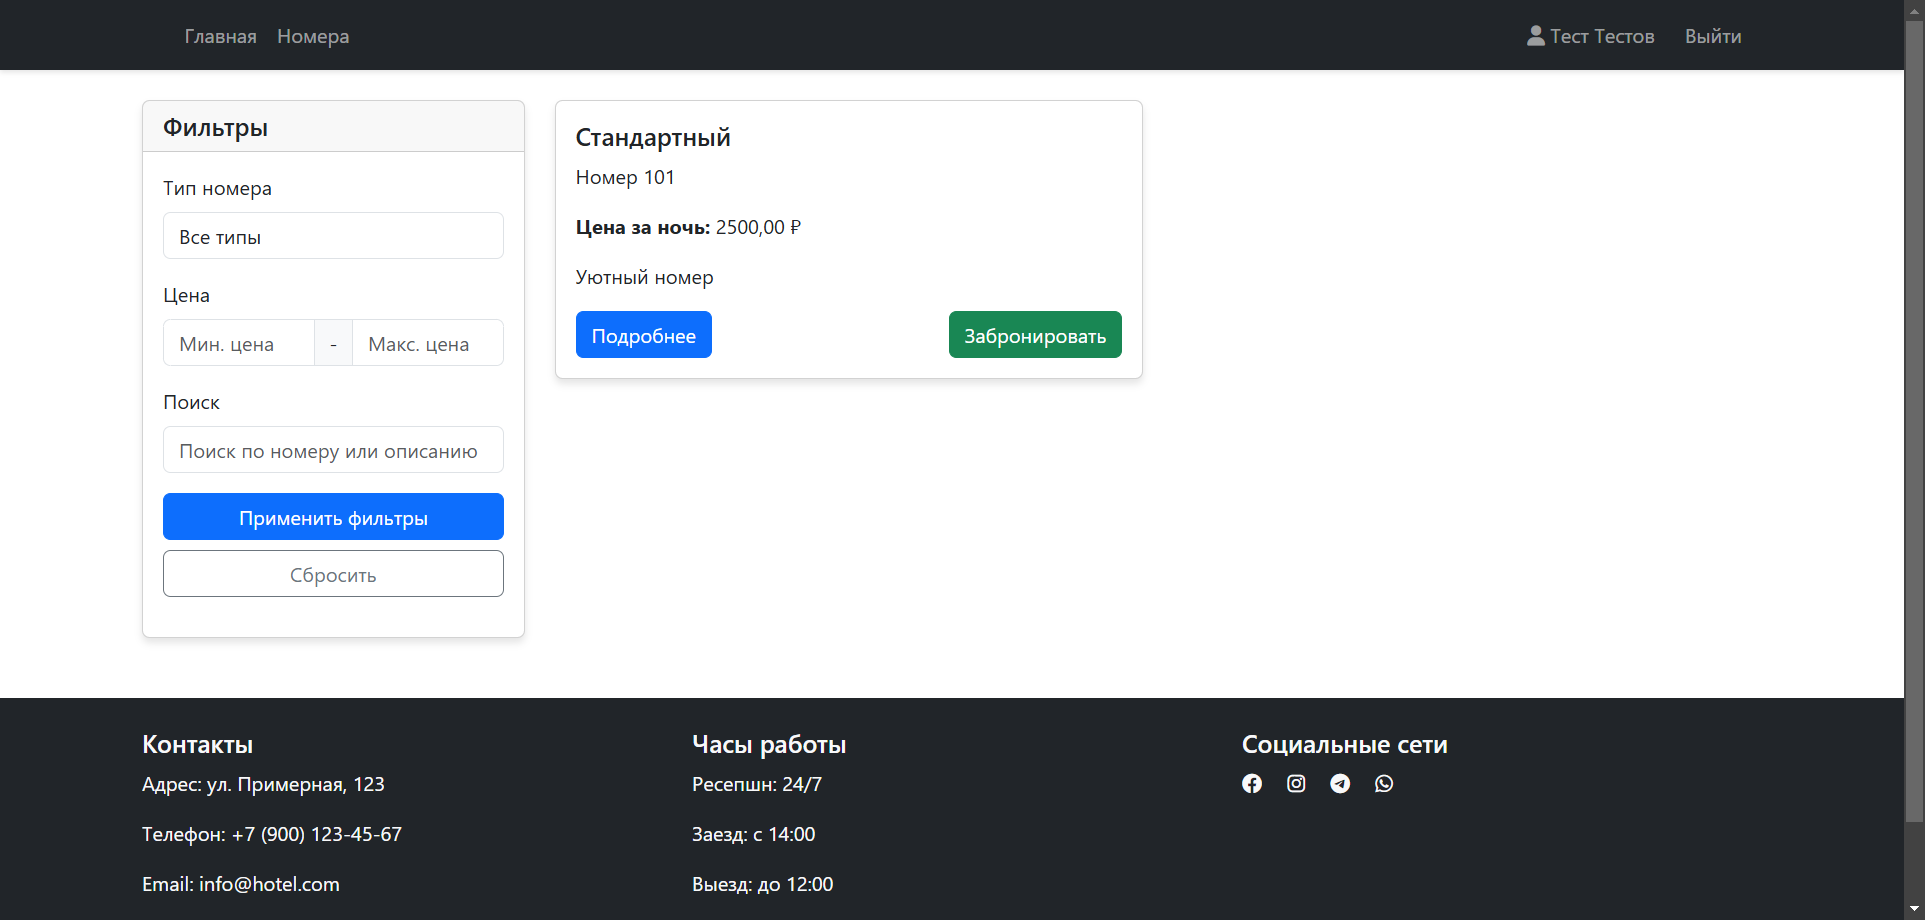 Главная Номера Тест Тестов Выйти
Фильтры
Тип номера
Все типы
Цена
Мин. цена - Макс. цена
Поиск
Поиск по номеру или описанию
Применить фильтры
Сбросить
Стандартный
Номер 101
Цена за ночь: 2500,00 ₽
Уютный номер
Подробнее Забронировать
Контакты
Адрес: ул. Примерная, 123
Телефон: +7 (900) 123-45-67
Email: info@hotel.com
Часы работы
Ресепшн: 24/7
Заезд: с 14:00
Выезд: до 12:00
Социальные сети